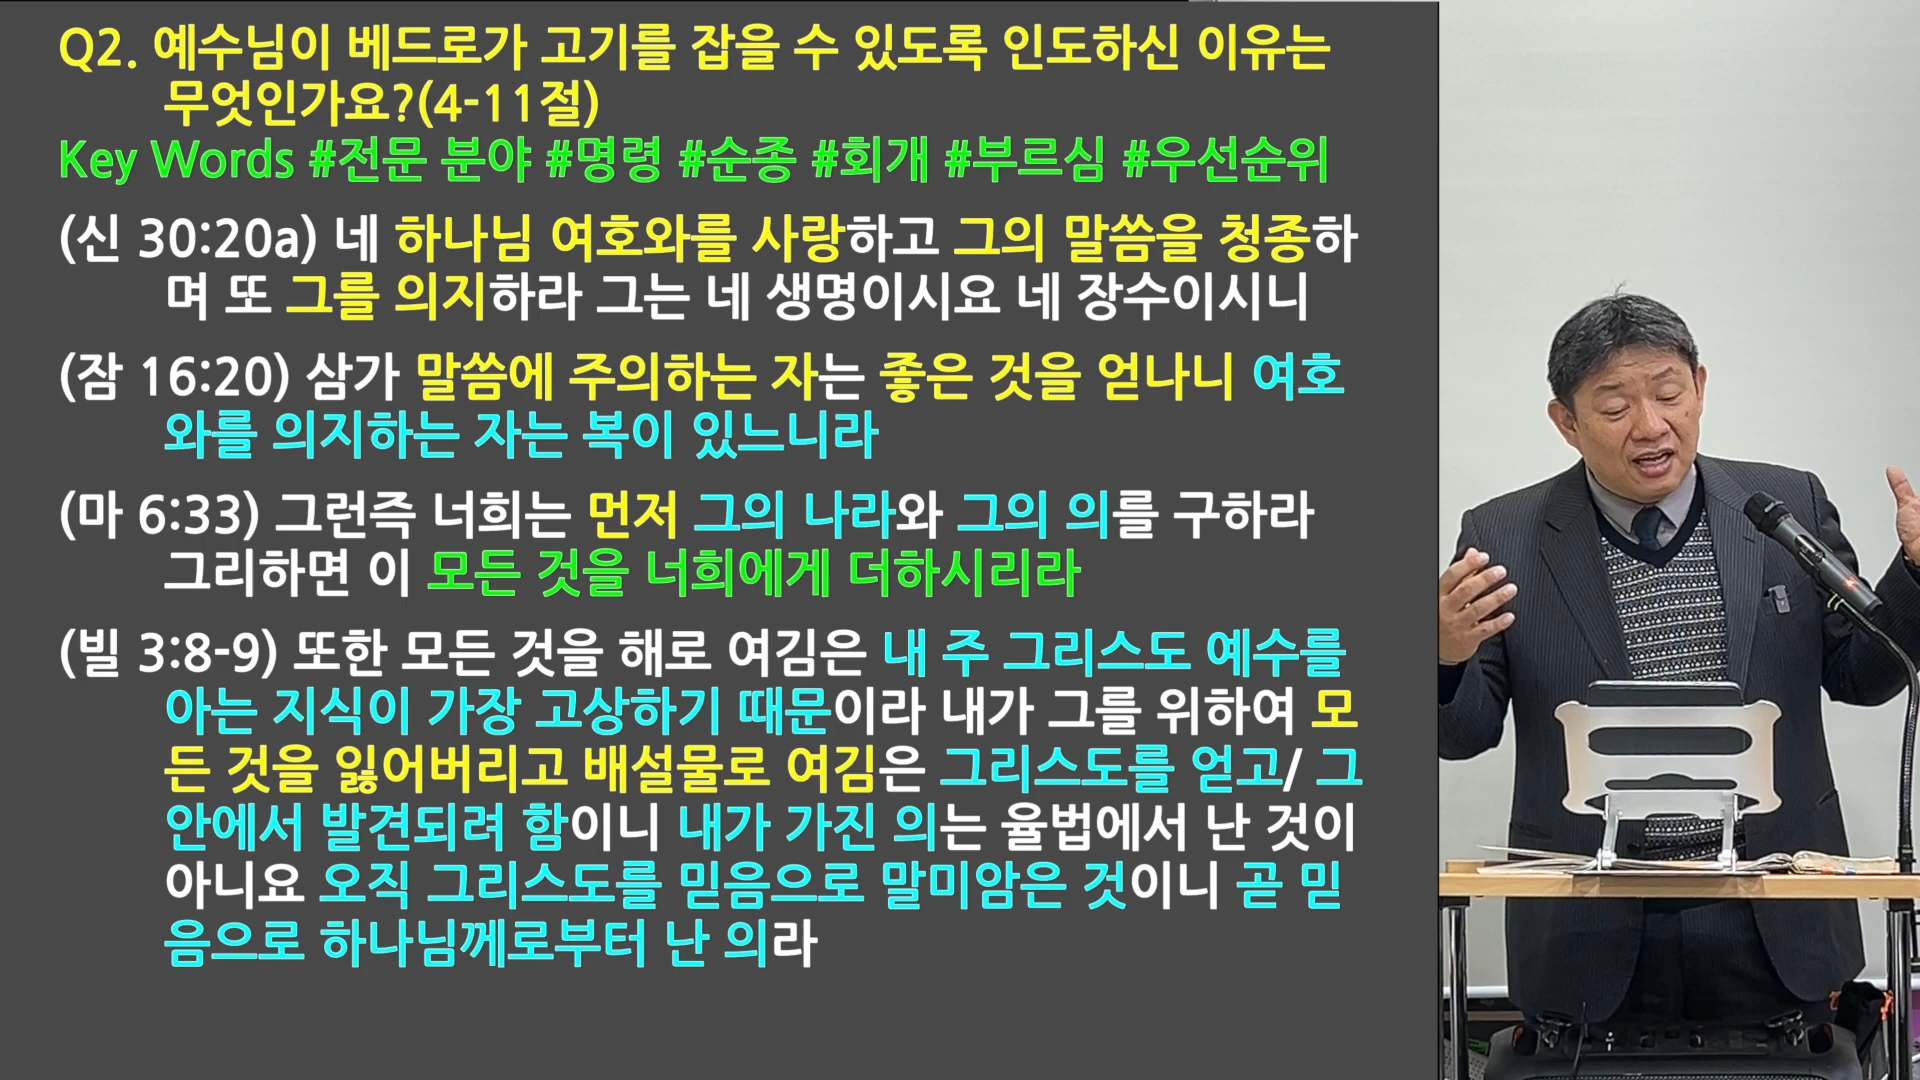 Q2. 예수님이 베드로가 고기를 잡을 수 있도록 인도하신 이유는
무엇인가요?(4-11절)
Key Words #전문 분야 #명령 #순종 #회개 #부르심 #우선순위
(신 30:20a) 네 하나님 여호와를 사랑하고 그의 말씀을 청종하
며 또 그를 의지하라 그는 네 생명이시요 네 장수이시니
(잠 16:20) 삼가 말씀에 주의하는 자는 좋은 것을 얻나니 여호
와를 의지하는 자는 복이 있느니라
(마 6:33) 그런즉 너희는 먼저 그의 나라와 그의 의를 구하라
그리하면 이 모든 것을 너희에게 더하시리라
(빌 3:8-9) 또한 모든 것을 해로 여김은 내 주 그리스도 예수를
아는 지식이 가장 고상하기 때문이라 내가 그를 위하여 모
든 것을 잃어버리고 배설물로 여김은 그리스도를 얻고/ 그
안에서 발견되려 함이니 내가 가진 의는 율법에서 난 것이
아니요 오직 그리스도를 믿음으로 말미암은 것이니 곧 믿
음으로 하나님께로부터 난 의라